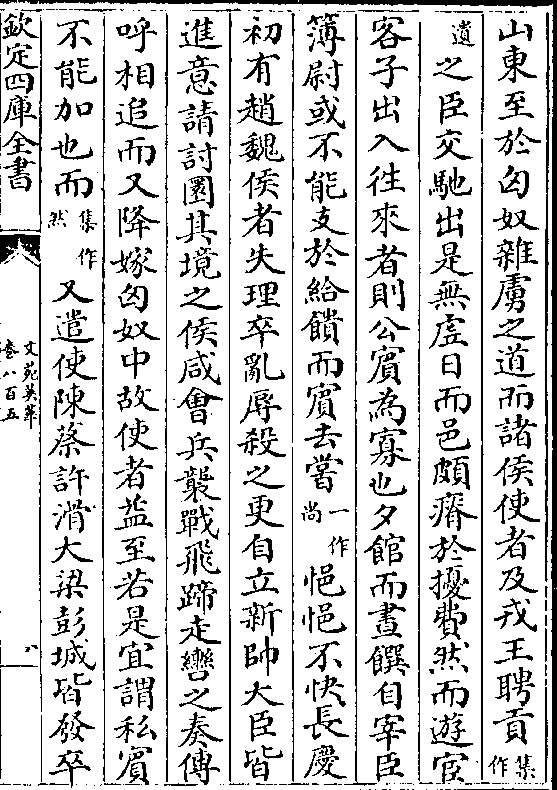 山東至於匈奴雜虜之道而諸侯使者及戎王聘貢集作
遺之臣交馳出是無虛日而邑頗瘠於擾費然而遊宦
客子出入往來者則公賓為寡也夕館而晝饌自宰臣
簿尉或不能支於給饋而賓去嘗一作尚悒悒不快長慶
初有趙魏侯者失理卒亂辱殺之更自立新帥大臣皆
進意請討圜其境之侯咸會兵襲戰飛蹄走轡之奏傳
呼相追而又降嫁匈奴中故使者益至若是宜謂私賓
不能加也而集作然又遣使陳蔡許滑大梁彭城皆發卒
欽定四庫全書
文苑英華
卷八百五
八